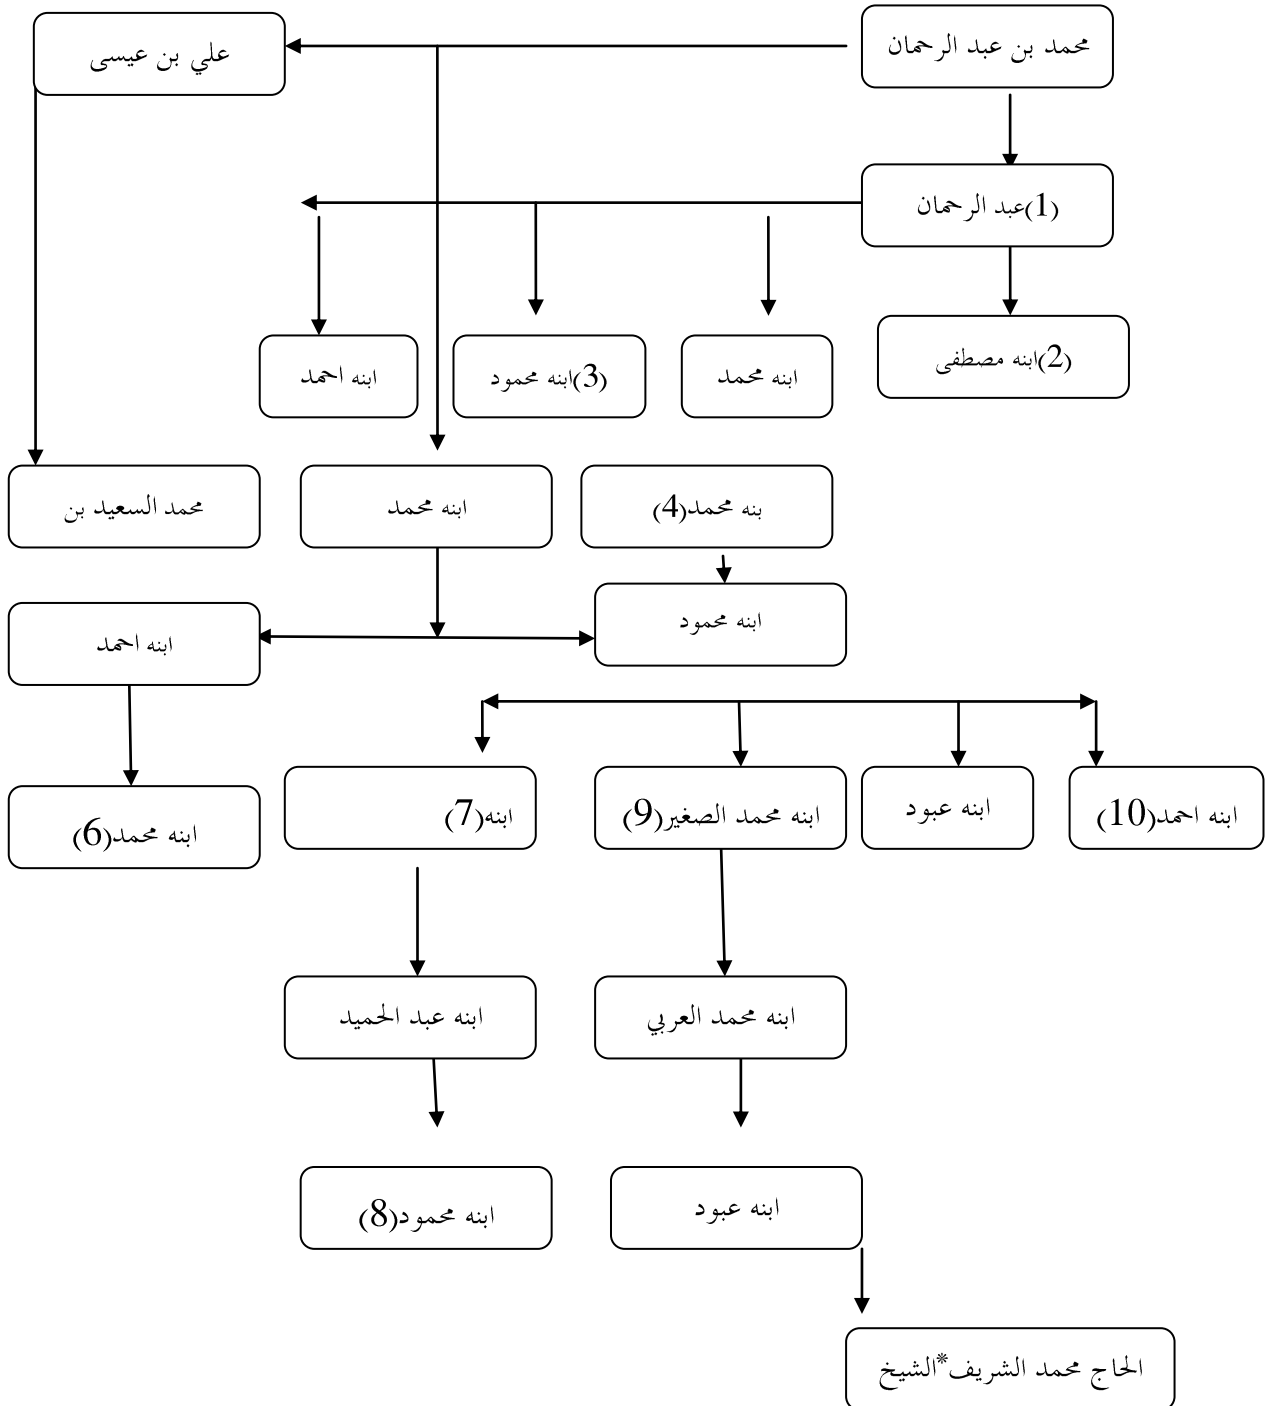 محمد بن عبد الرحمان
علي بن عيسى
(1)عبد الرحمان
(2)ابنه مصطفى
ابنه محمد
(3)ابنه محمود
ابنه احمد
بنه محمد(4)
ابنه محمد
محمد السعيد بن
ابنه محمود
ابنه احمد
ابنه احمد(10)
ابنه عبود
ابنه محمد الصغير(9)
ابنه(7)
ابنه محمد(6)
ابنه محمد العربي
ابنه عبد الحميد
ابنه عبود
ابنه محمود(8)
الحاج محمد الشريف*الشيخ